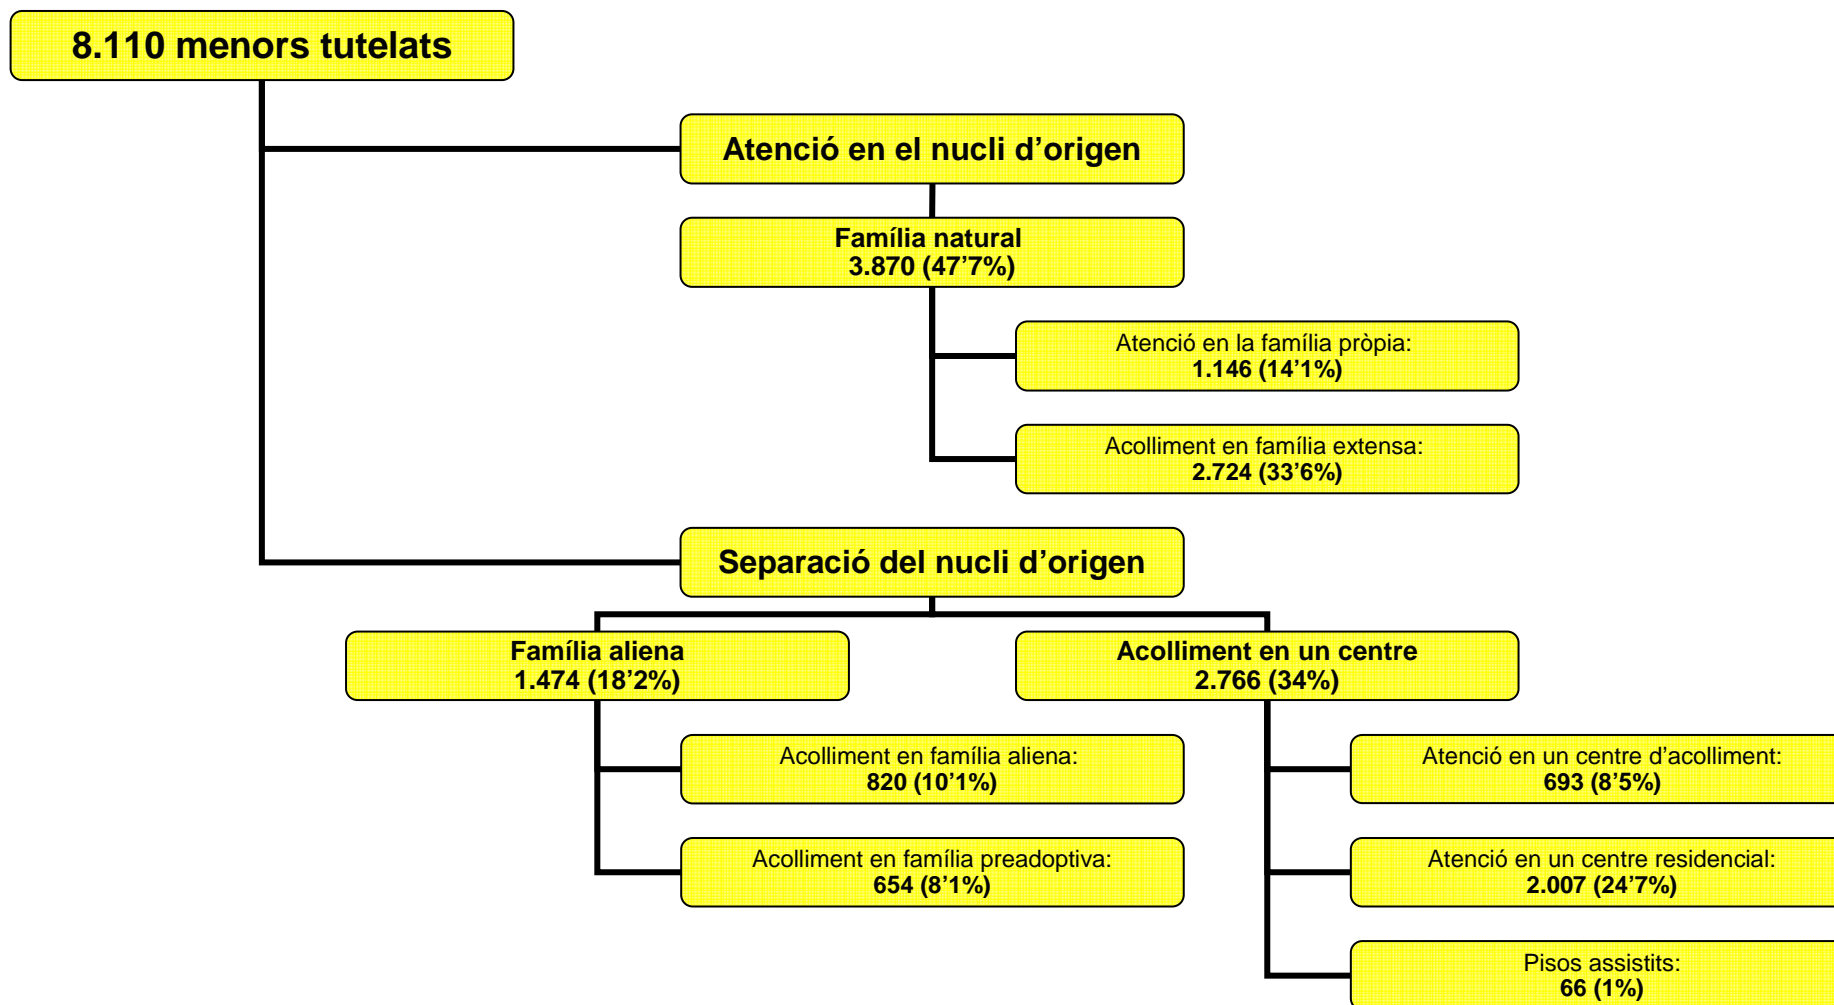 8.110 menors tutelats
Atenció en el nucli d’origen
Família natural
3.870 (47’7%)
Atenció en la família pròpia:
1.146 (14’1%)
Acolliment en família extensa:
2.724 (33’6%)
Separació del nucli d’origen
Família aliena
1.474 (18’2%)
Acolliment en un centre
2.766 (34%)
Acolliment en família aliena:
820 (10’1%)
Acolliment en família preadoptiva:
654 (8’1%)
Atenció en un centre d’acolliment:
693 (8’5%)
Atenció en un centre residencial:
2.007 (24’7%)
Pisos assistits:
66 (1%)